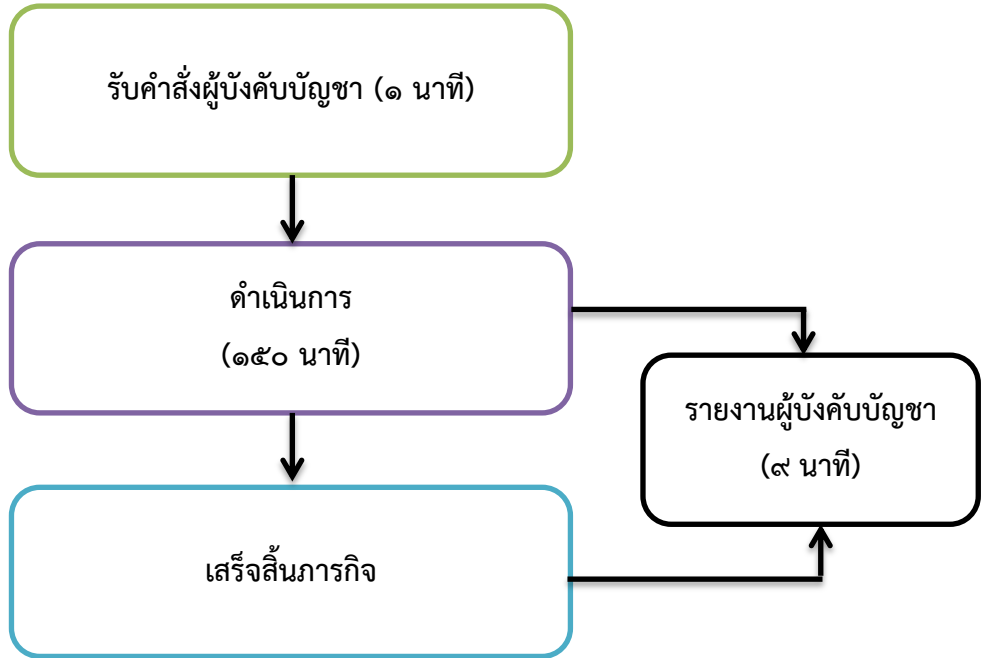 รับคำสั่งผู้บังคับบัญชา (๑ นาที)
ดำเนินการ
(๑๕๐ นาที)
รายงานผู้บังคับบัญชา
(๙ นาที)
เสร็จสิ้นภารกิจ